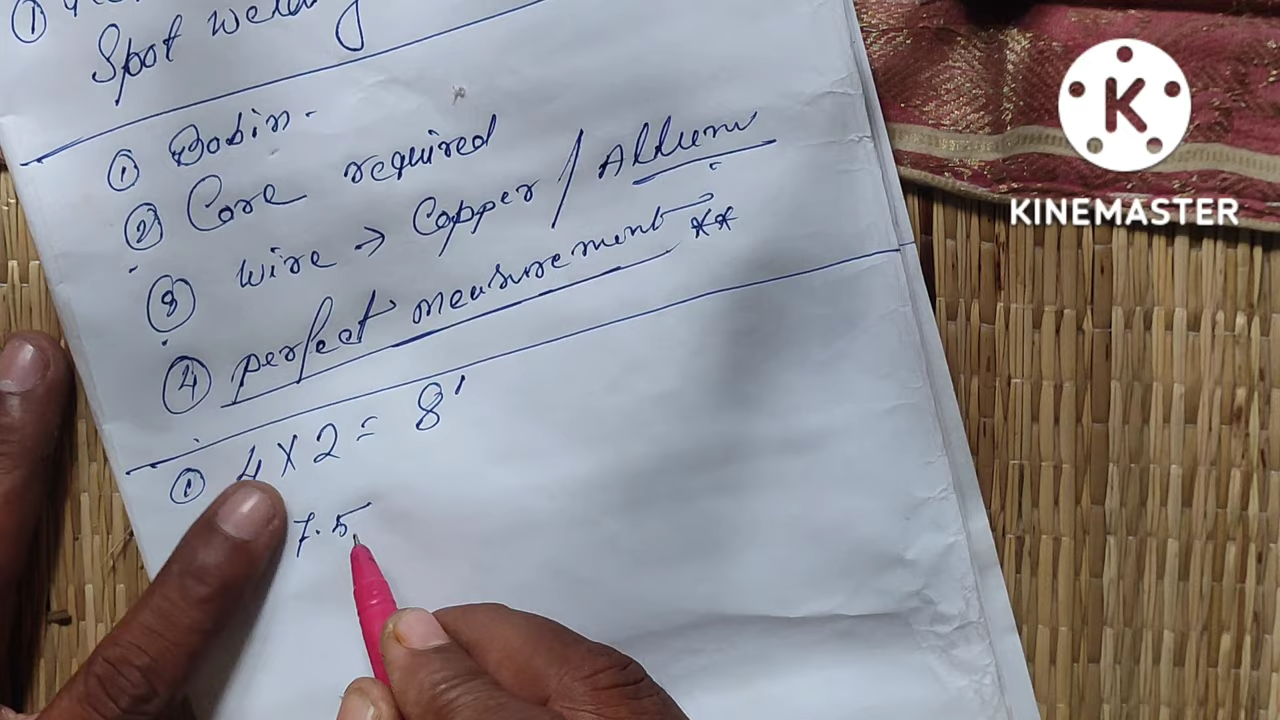 ①
Spot
① Bobin.
② Core required
③ wire → Copper / Allum
④ perfect measurement **
① 4 X 2 = 8'
7.5
K
KINEMASTER